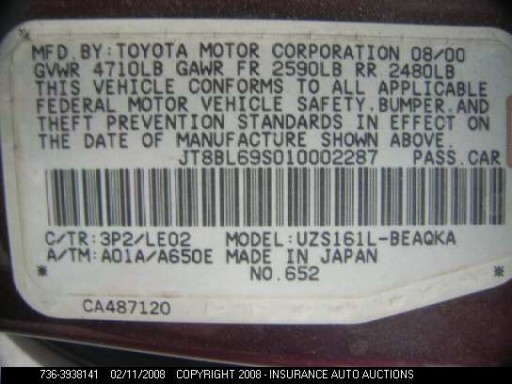 MFD.BY:TOYOTA MOTOR CORPORATION 08/00
GVWR 4710LB GAWR FR 2590LB RR 2480LB
THIS VEHICLE CONFORMS TO ALL APPLICABLE
FEDERAL MOTOR VEHICLE SAFETY.BUMPER.AND
THEFT PREVENTION STANDARDS IN EFFECT ON
THE DATE OF MANUFACTURE SHOWN ABOVE.
JT8BL69S010002287 PASS.CAR
C/TR:3P2/LE02 MODEL:UZS161L-BEAQKA
A/TM:A01A/A650E MADE IN JAPAN
* NO.652 *
CA487120
736-3938141 02/11/2008 COPYRIGHT 2008 - INSURANCE AUTO AUCTIONS